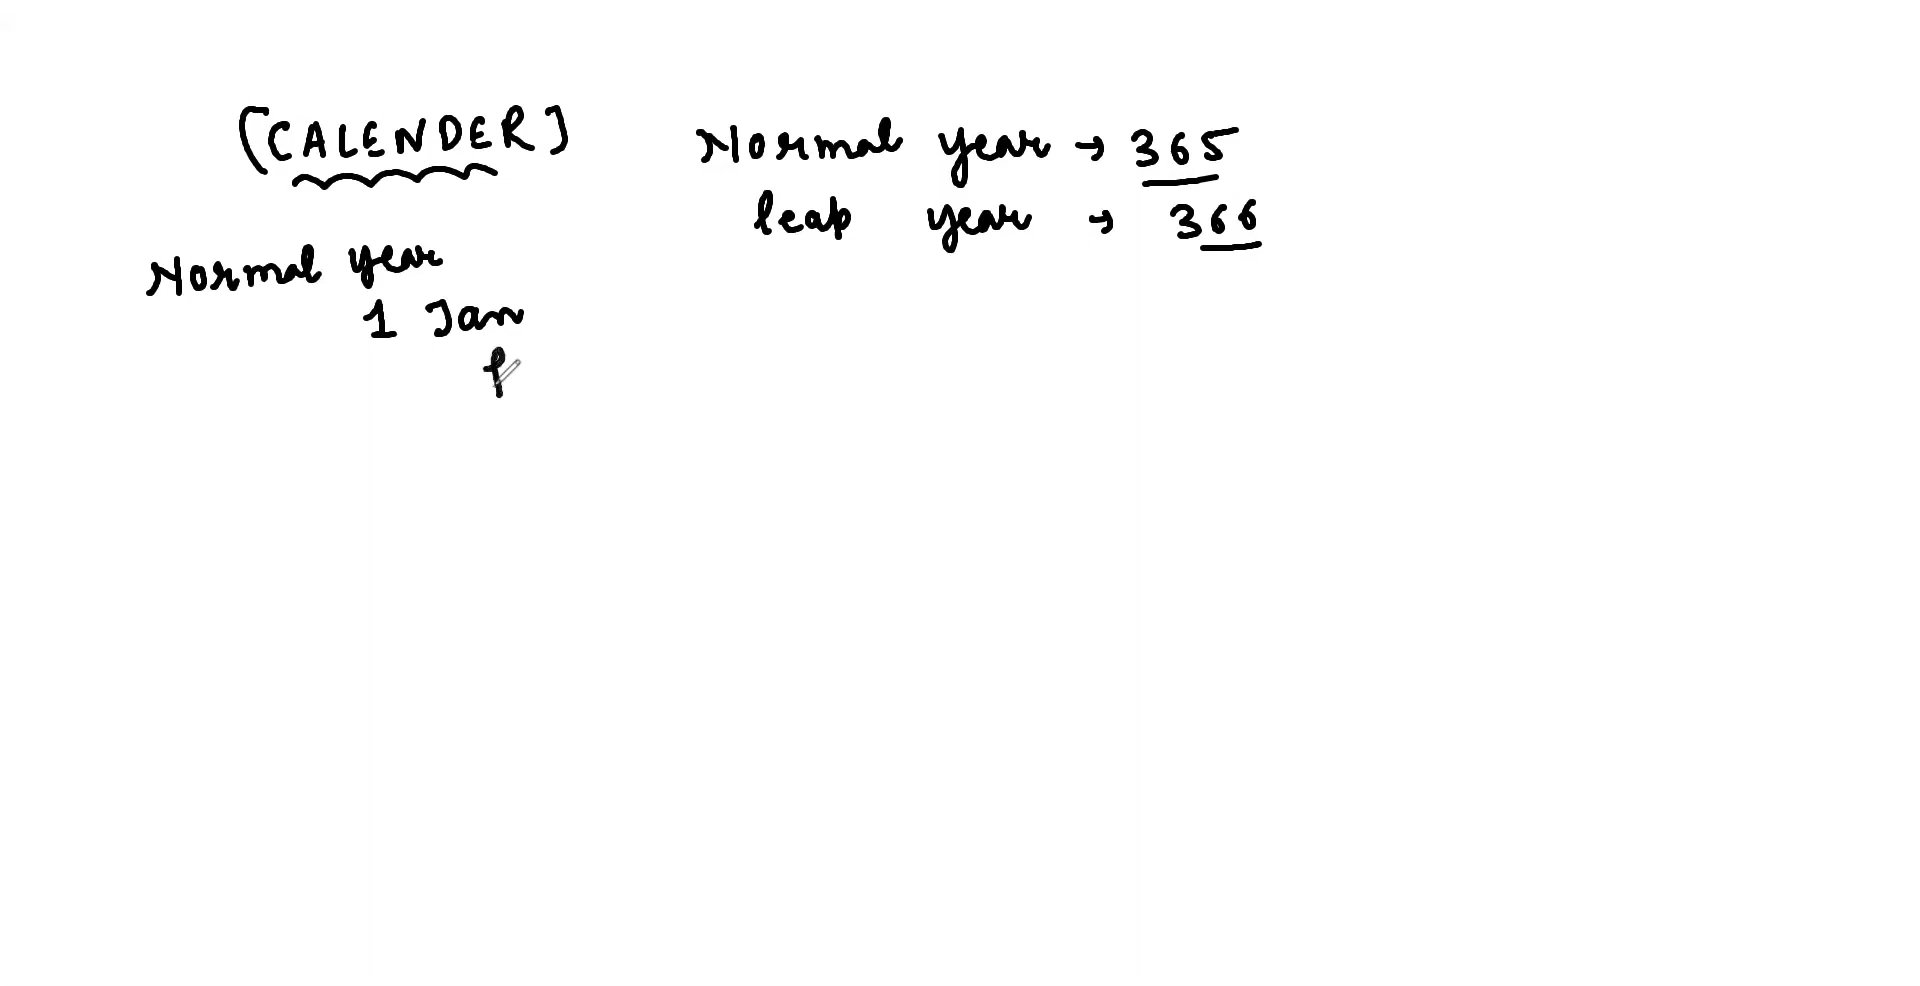 [CALENDER]
Normal year → 365
leap year → 366
Normal year
1 Jan